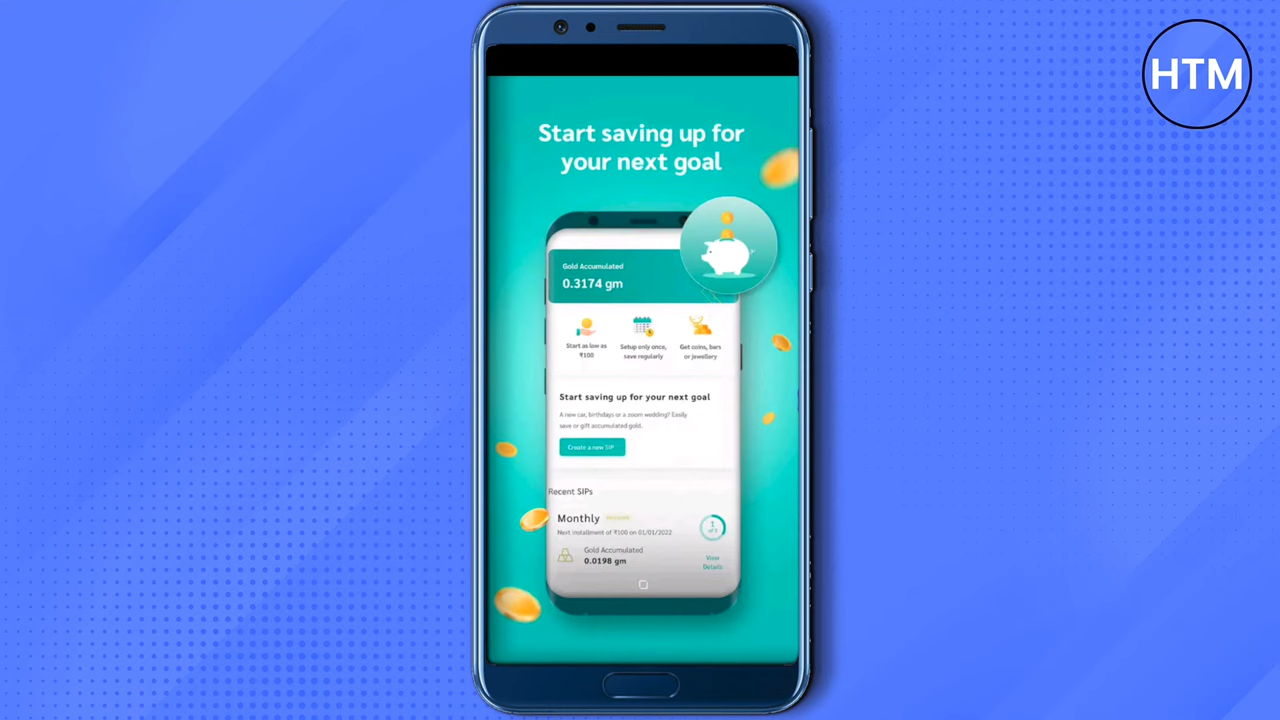 HTM
Start saving up for
your next goal
Gold Accumulated
0.3174 gm
Start as low as
₹100
Setup only once,
save regularly
Get coins, bars
or jewellery
Start saving up for your next goal
A new car, birthdays or a zoom wedding? Easily
save or gift accumulated gold.
Create a new SIP
Recent SIPs
Monthly
Next installment of ₹100 on 01/01/2022
Gold Accumulated
0.0198 gm
View
Details